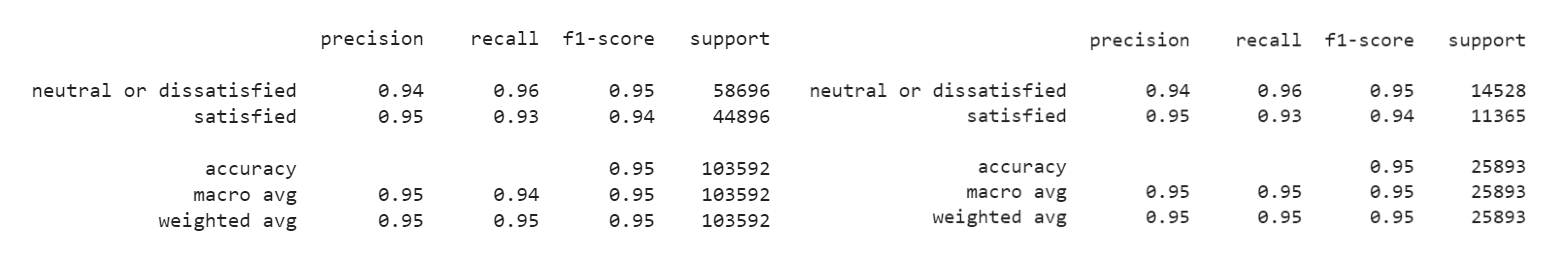 precision recall f1-score support
neutral or dissatisfied 0.94 0.96 0.95 58696
satisfied 0.95 0.93 0.94 44896
accuracy 0.95 103592
macro avg 0.95 0.94 0.95 103592
weighted avg 0.95 0.95 0.95 103592
precision recall f1-score support
neutral or dissatisfied 0.94 0.96 0.95 14528
satisfied 0.95 0.93 0.94 11365
accuracy 0.95 25893
macro avg 0.95 0.95 0.95 25893
weighted avg 0.95 0.95 0.95 25893